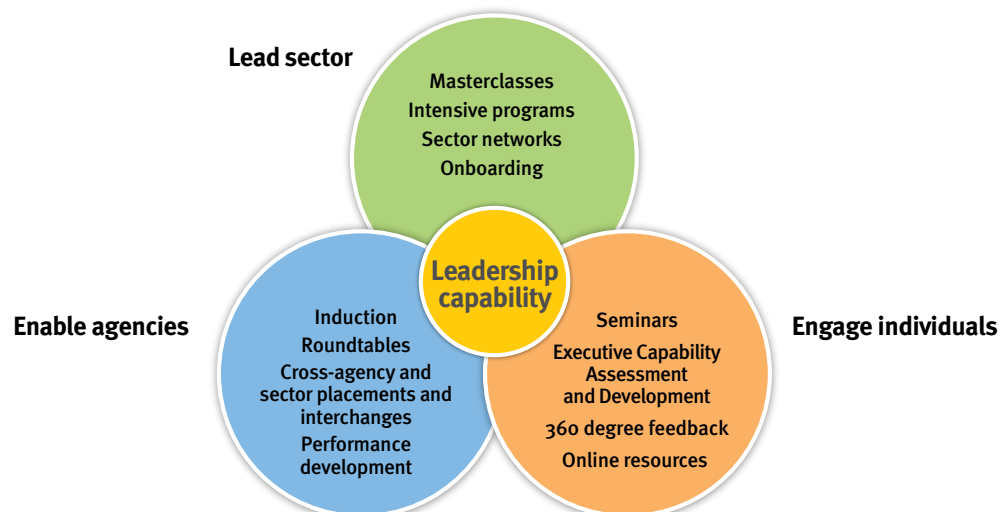 Lead sector
Masterclasses
Intensive programs
Sector networks
Onboarding
Leadership
capability
Enable agencies
Induction
Roundtables
Cross-agency and
sector placements and
interchanges
Performance
development
Seminars
Executive Capability
Assessment
and Development
360 degree feedback
Online resources
Engage individuals